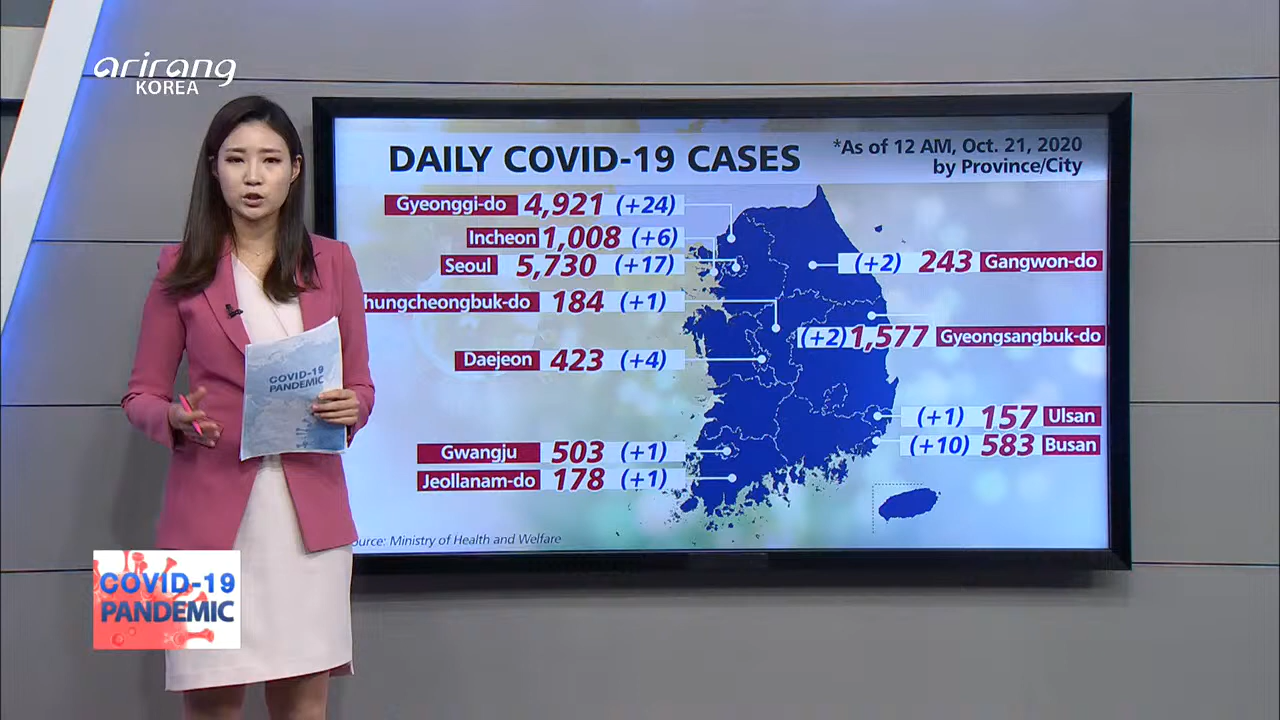 arirang
KOREA
DAILY COVID-19 CASES
*As of 12 AM, Oct. 21, 2020
by Province/City
Gyeonggi-do 4,921 (+24)
Incheon 1,008 (+6)
Seoul 5,730 (+17)
(+2) 243 Gangwon-do
hungcheongbuk-do 184 (+1)
(+2) 1,577 Gyeongsangbuk-do
Daejeon 423 (+4)
(+1) 157 Ulsan
(+10) 583 Busan
Gwangju 503 (+1)
Jeollanam-do 178 (+1)
ource: Ministry of Health and Welfare
COVID-19
PANDEMIC
COVID-19
PANDEMIC